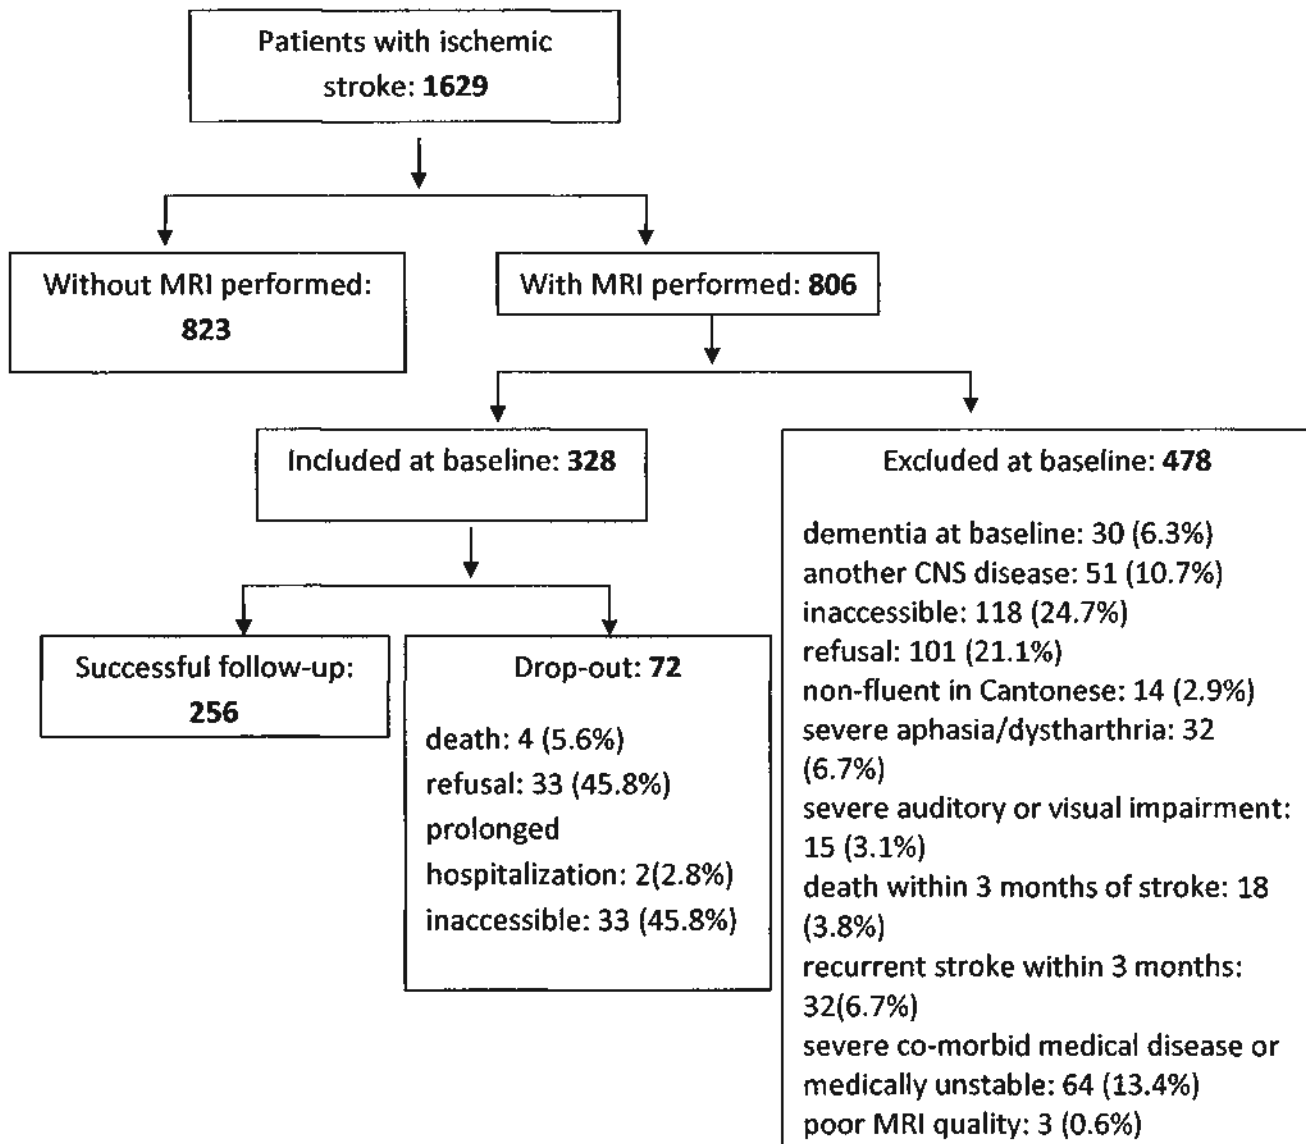 Patients with ischemic
stroke: 1629
Without MRI performed:
823
With MRI performed: 806
Included at baseline: 328
Excluded at baseline: 478
dementia at baseline: 30 (6.3%)
another CNS disease: 51 (10.7%)
inaccessible: 118 (24.7%)
refusal: 101 (21.1%)
non-fluent in Cantonese: 14 (2.9%)
severe aphasia/dystharthria: 32
(6.7%)
severe auditory or visual impairment:
15 (3.1%)
death within 3 months of stroke: 18
(3.8%)
recurrent stroke within 3 months:
32(6.7%)
severe co-morbid medical disease or
medically unstable: 64 (13.4%)
poor MRI quality: 3 (0.6%)
Successful follow-up:
256
Drop-out: 72
death: 4 (5.6%)
refusal: 33 (45.8%)
prolonged
hospitalization: 2(2.8%)
inaccessible: 33 (45.8%)